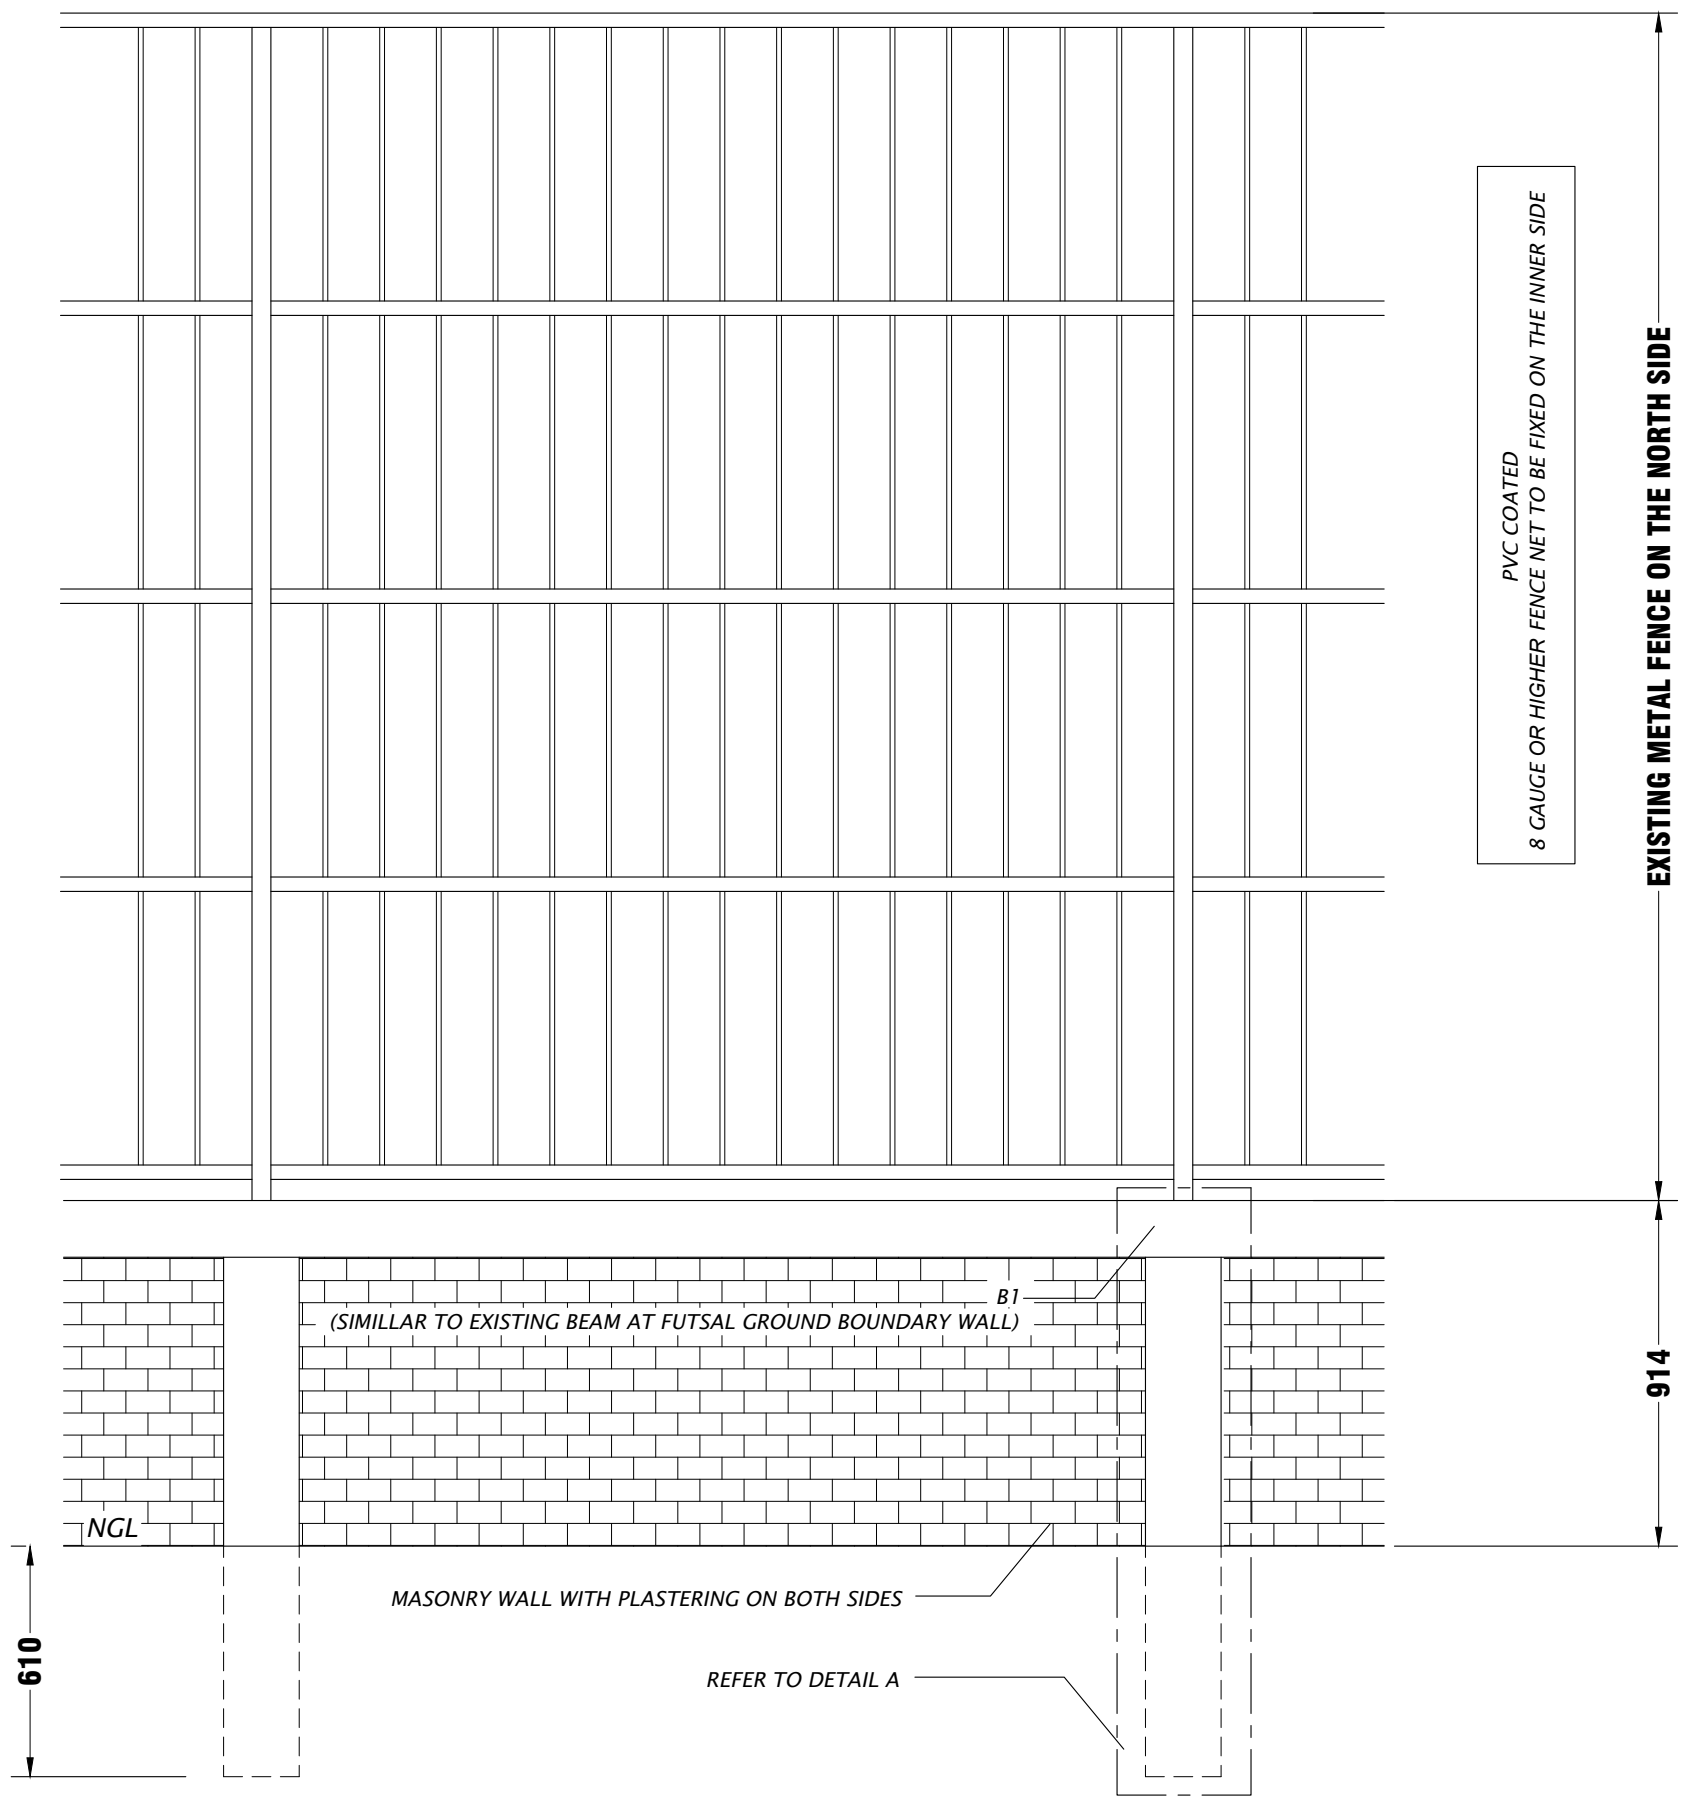 PVC COATED
8 GAUGE OR HIGHER FENCE NET TO BE FIXED ON THE INNER SIDE
EXISTING METAL FENCE ON THE NORTH SIDE
B1
(SIMILLAR TO EXISTING BEAM AT FUTSAL GROUND BOUNDARY WALL)
914
NGL
MASONRY WALL WITH PLASTERING ON BOTH SIDES
610
REFER TO DETAIL A